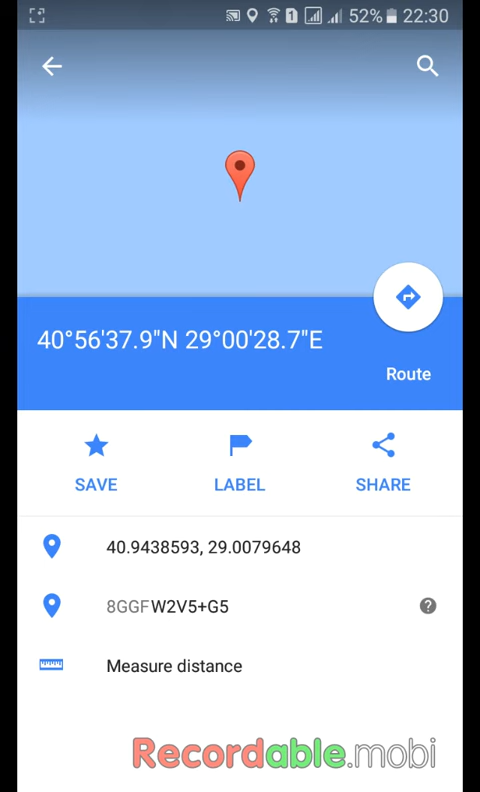 1 52% 22:30
40°56'37.9"N 29°00'28.7"E
Route
SAVE LABEL SHARE
40.9438593, 29.0079648
8GGFW2V5+G5 ?
Measure distance
Recordable.mobi